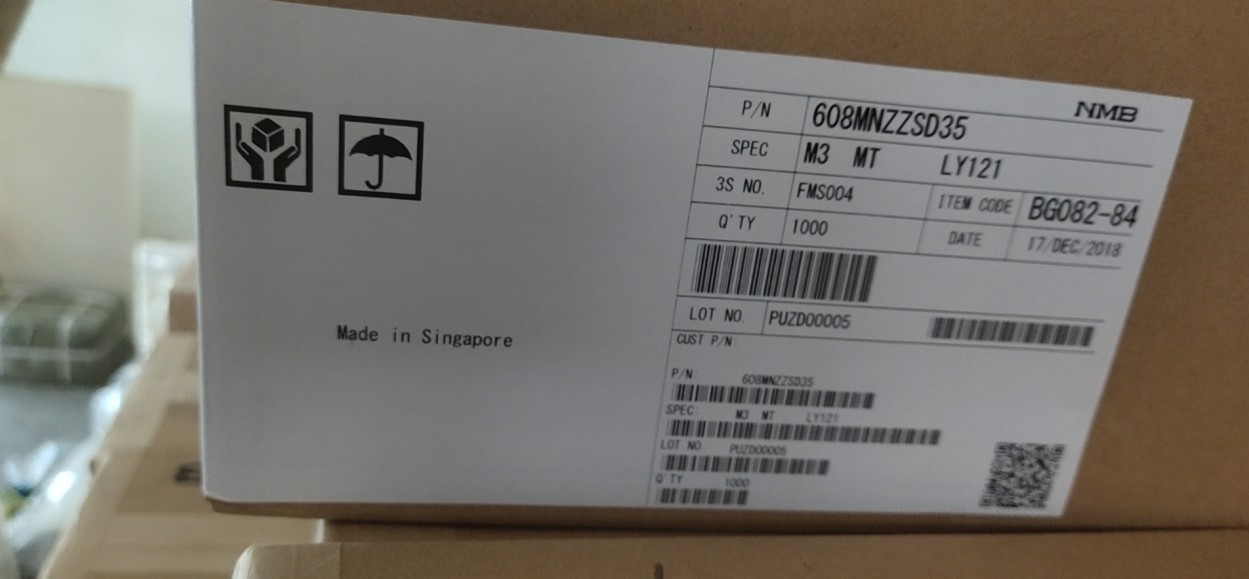 NMB
P/N 608MNZZSD35
SPEC M3 MT LY121
3S NO. FMS004 ITEM CODE BG082-84
Q'TY 1000 DATE 17/DEC/2018
LOT NO. PUZD00005
CUST P/N:
P/N: 608MNZZSD35
SPEC: M3 MT LY121
LOT NO. PUZD00005
Q'TY 1000
Made in Singapore